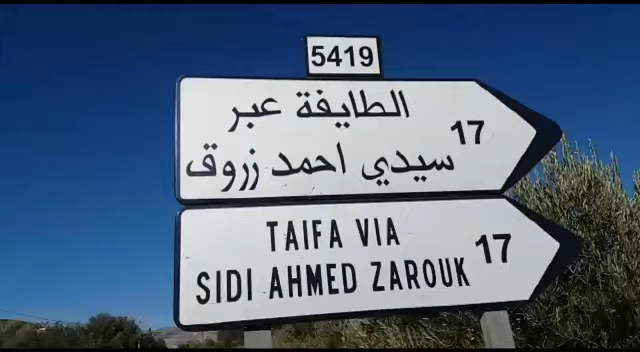 5419
الطايفة عبر
سيدي احمد زروق 17
TAIFA VIA
SIDI AHMED ZAROUK 17